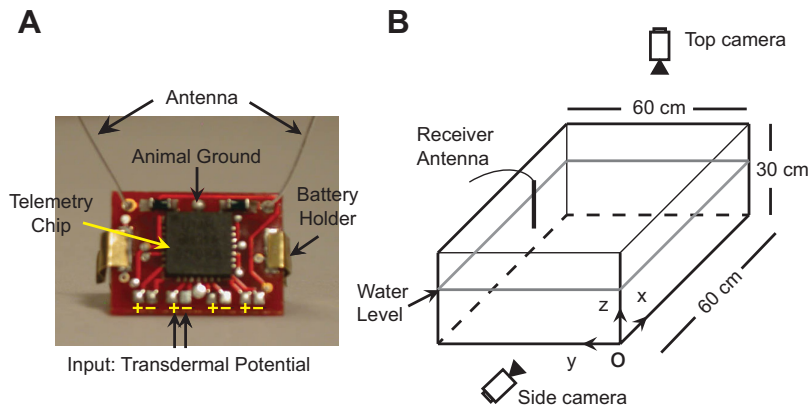 A
Antenna
Animal Ground
Telemetry
Chip
Battery
Holder
+− +− +− +−
Input: Transdermal Potential
B
Top camera
60 cm
Receiver
Antenna
30 cm
Water
Level
z
x
y
O
60 cm
Side camera